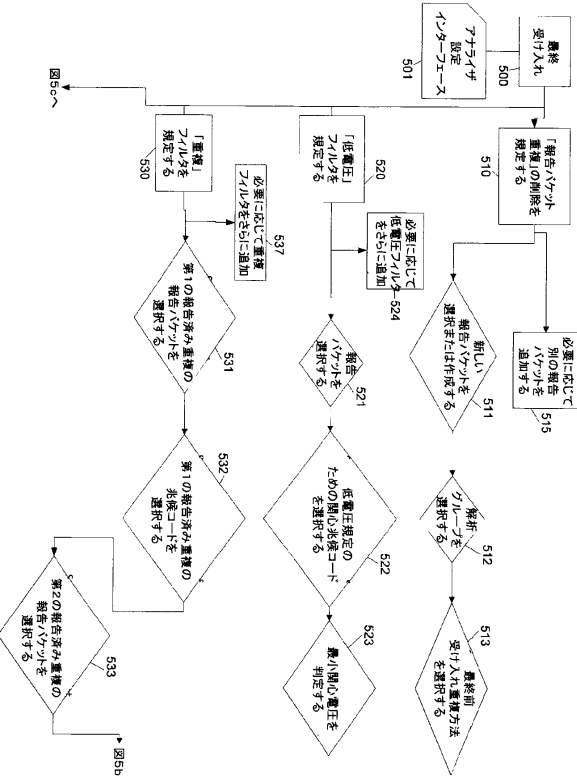 最終
受け入れ
500
アナライザ
設定
インターフェース
501
「報告パケット
重複」の削除を
規定する
510
必要に応じて
別の報告
パケットを
追加する
515
新しい
報告パケットを
選択または作成する
511
解析
グループを
選択する
512
最終前
受け入れ重複方法
を選択する
513
「低電圧」
フィルタを
規定する
520
必要に応じて
低電圧フィルタ
をさらに追加
524
報告
パケットを
選択する
521
低電圧規定の
ための関心兆候コード
を選択する
522
最小関心電圧を
判定する
523
「重複」
フィルタを
規定する
530
必要に応じて重複
フィルタをさらに追加
537
第1の報告済み重複の
報告パケットを
選択する
531
第1の報告済み重複の
兆候コードを
選択する
532
第2の報告済み重複の
報告パケットを
選択する
533
図5cへ
図5b